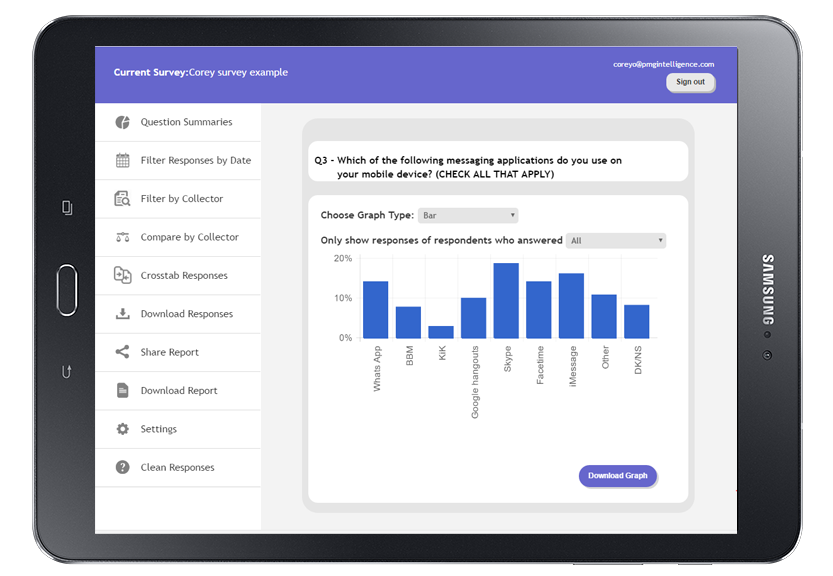 Current Survey:Corey survey example
coreyo@pmgintelligence.com
Sign out
Question Summaries
Filter Responses by Date
Filter by Collector
Compare by Collector
Crosstab Responses
Download Responses
Share Report
Download Report
Settings
Clean Responses
Q3 - Which of the following messaging applications do you use on
your mobile device? (CHECK ALL THAT APPLY)
Choose Graph Type: Bar
Only show responses of respondents who answered All
20%
10%
0%
Whats App
BBM
KiK
Google hangouts
Skype
Facetime
iMessage
Other
DK/NS
Download Graph
SAMSUNG